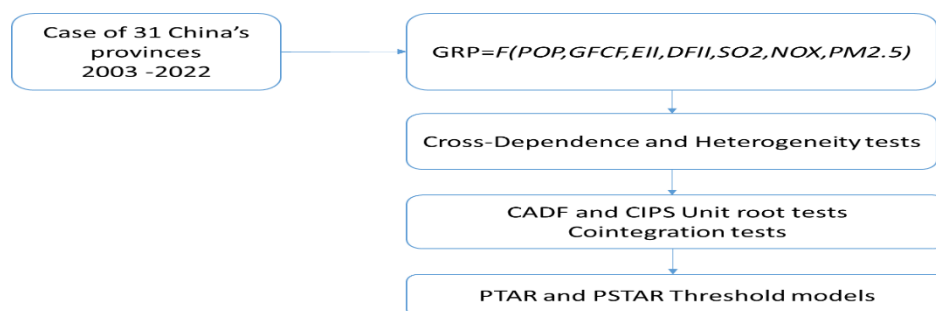 Case of 31 China's
provinces
2003 -2022
GRP=F(POP,GFCF,EII,DFII,SO2,NOX,PM2.5)
Cross-Dependence and Heterogeneity tests
CADF and CIPS Unit root tests
Cointegration tests
PTAR and PSTAR Threshold models